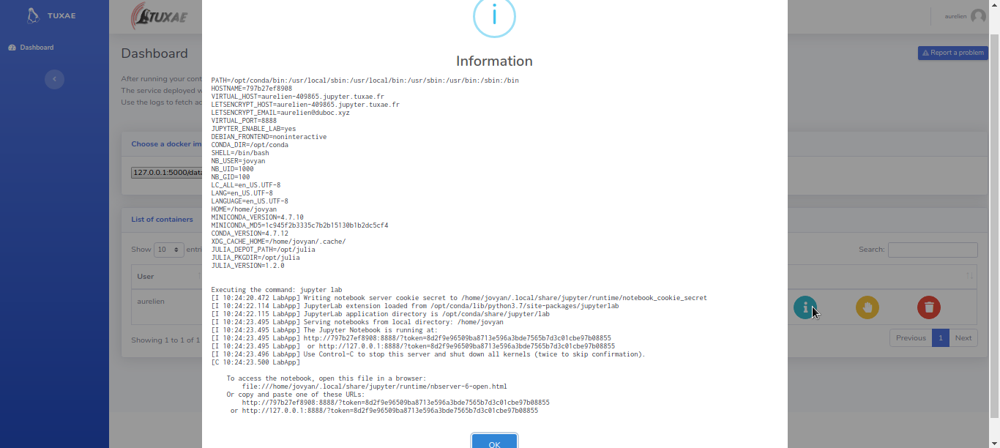 TUXAE
TUXAE
aurelien
Dashboard
Dashboard
Report a problem
After running your cont
The service deployed w
Use the logs to fetch ac
Choose a docker im
127.0.0.1:5000/data
List of containers
Show 10 entri
Search:
User
aurelien
Showing 1 to 1 of 1
Previous 1 Next
i
Information
PATH=/opt/conda/bin:/usr/local/sbin:/usr/local/bin:/usr/sbin:/usr/bin:/sbin:/bin
HOSTNAME=797b27ef8908
VIRTUAL_HOST=aurelien-409865.jupyter.tuxae.fr
LETSENCRYPT_HOST=aurelien-409865.jupyter.tuxae.fr
LETSENCRYPT_EMAIL=aurelien@duboc.xyz
VIRTUAL_PORT=8888
JUPYTER_ENABLE_LAB=yes
DEBIAN_FRONTEND=noninteractive
CONDA_DIR=/opt/conda
SHELL=/bin/bash
NB_USER=jovyan
NB_UID=1000
NB_GID=100
LC_ALL=en_US.UTF-8
LANG=en_US.UTF-8
LANGUAGE=en_US.UTF-8
HOME=/home/jovyan
MINICONDA_VERSION=4.7.10
MINICONDA_MD5=1c945f2b3335c7b2b15130b1b2dc5cf4
CONDA_VERSION=4.7.12
XDG_CACHE_HOME=/home/jovyan/.cache/
JULIA_DEPOT_PATH=/opt/julia
JULIA_PKGDIR=/opt/julia
JULIA_VERSION=1.2.0
Executing the command: jupyter lab
[I 10:24:20.472 LabApp] Writing notebook server cookie secret to /home/jovyan/.local/share/jupyter/runtime/notebook_cookie_secret
[I 10:24:22.114 LabApp] JupyterLab extension loaded from /opt/conda/lib/python3.7/site-packages/jupyterlab
[I 10:24:22.115 LabApp] JupyterLab application directory is /opt/conda/share/jupyter/lab
[I 10:24:23.495 LabApp] Serving notebooks from local directory: /home/jovyan
[I 10:24:23.495 LabApp] The Jupyter Notebook is running at:
[I 10:24:23.495 LabApp] http://797b27ef8908:8888/?token=8d2f9e96509ba8713e596a3bde7565b7d3c01cbe97b08855
[I 10:24:23.495 LabApp]  or http://127.0.0.1:8888/?token=8d2f9e96509ba8713e596a3bde7565b7d3c01cbe97b08855
[I 10:24:23.496 LabApp] Use Control-C to stop this server and shut down all kernels (twice to skip confirmation).
[C 10:24:23.500 LabApp]
To access the notebook, open this file in a browser:
file:///home/jovyan/.local/share/jupyter/runtime/nbserver-6-open.html
Or copy and paste one of these URLs:
http://797b27ef8908:8888/?token=8d2f9e96509ba8713e596a3bde7565b7d3c01cbe97b08855
or http://127.0.0.1:8888/?token=8d2f9e96509ba8713e596a3bde7565b7d3c01cbe97b08855
OK